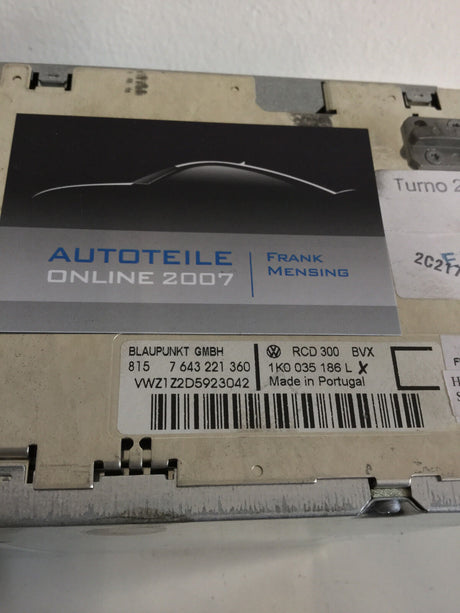 AUTOTEILE
ONLINE 2007
FRANK
MENSING
Turno 2
BLAUPUNKT GMBH
815 7 643 221 360
VWZ1Z2D5923042
RCD 300 BVX
1K0 035 186 L X
Made in Portugal